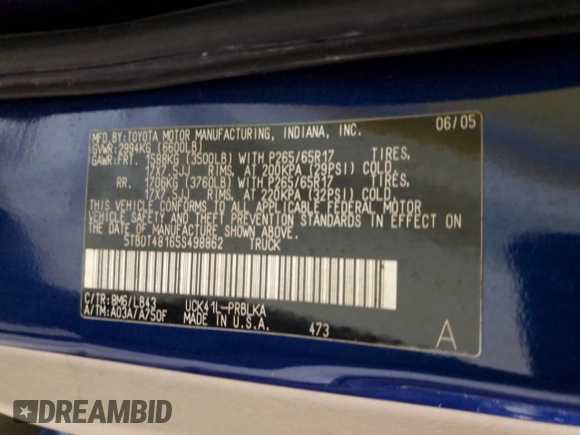 MFD. BY: TOYOTA MOTOR MANUFACTURING, INDIANA, INC. 06/05
GVWR: 2994KG (6600LB)
GAWR: FRT. 1588KG (3500LB) WITH P265/65R17 TIRES,
17X7.5JJ RIMS, AT 200KPA (29PSI) COLD.
RR. 1706KG (3760LB) WITH P265/65R17 TIRES,
RIMS, AT 220KPA (32PSI) COLD.
THIS VEHICLE CONFORMS TO ALL APPLICABLE FEDERAL MOTOR
VEHICLE SAFETY AND THEFT PREVENTION STANDARDS IN EFFECT ON
THE DATE OF MANUFACTURE SHOWN ABOVE.
5TBDT48165S498862 TRUCK
C/TR: 8M6/LB43 UCK41L-PRBLKA
A/TM: A03A/A750F MADE IN U.S.A. 473 A
DREAMBID